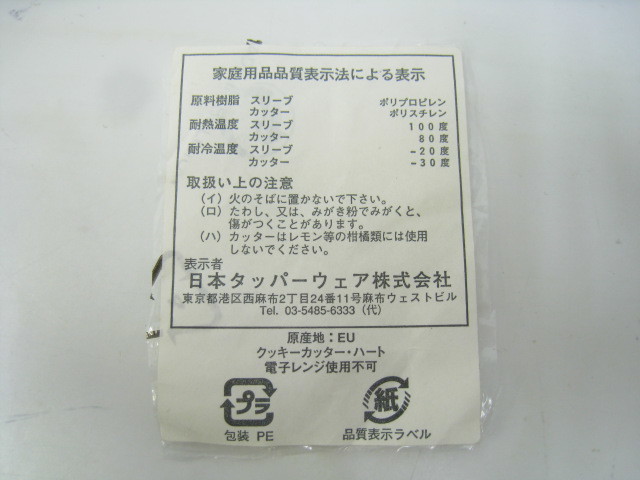 家庭用品品質表示法による表示
原料樹脂 スリーブ ポリプロピレン
カッター ポリスチレン
耐熱温度 スリーブ 100度
カッター 80度
耐冷温度 スリーブ −20度
カッター −30度
取扱い上の注意
(イ)火のそばに置かないで下さい。
(ロ)たわし、又は、みがき粉でみがくと、
傷がつくことがあります。
(ハ)カッターはレモン等の柑橘類には使用
しないでください。
表示者
日本タッパーウェア株式会社
東京都港区西麻布2丁目24番11号麻布ウェストビル
Tel. 03-5485-6333(代)
原産地:EU
クッキーカッター・ハート
電子レンジ使用不可
プラ 紙
包装 PE 品質表示ラベル